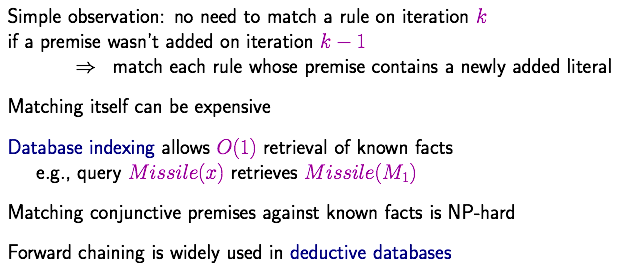 Simple observation: no need to match a rule on iteration k
if a premise wasn't added on iteration k − 1
⇒ match each rule whose premise contains a newly added literal
Matching itself can be expensive
Database indexing allows O(1) retrieval of known facts
e.g., query Missile(x) retrieves Missile(M₁)
Matching conjunctive premises against known facts is NP-hard
Forward chaining is widely used in deductive databases